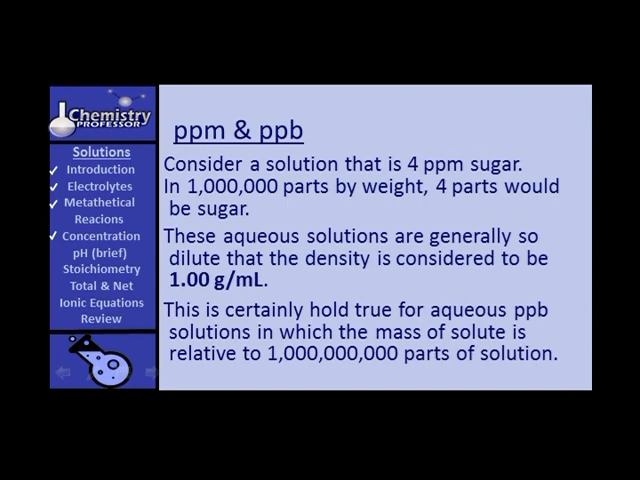 Chemistry
PROFESSOR
Solutions
Introduction
Electrolytes
Metathetical
Reacions
Concentration
pH (brief)
Stoichiometry
Total & Net
Ionic Equations
Review
ppm & ppb
Consider a solution that is 4 ppm sugar.
In 1,000,000 parts by weight, 4 parts would
be sugar.
These aqueous solutions are generally so
dilute that the density is considered to be
1.00 g/mL.
This is certainly hold true for aqueous ppb
solutions in which the mass of solute is
relative to 1,000,000,000 parts of solution.